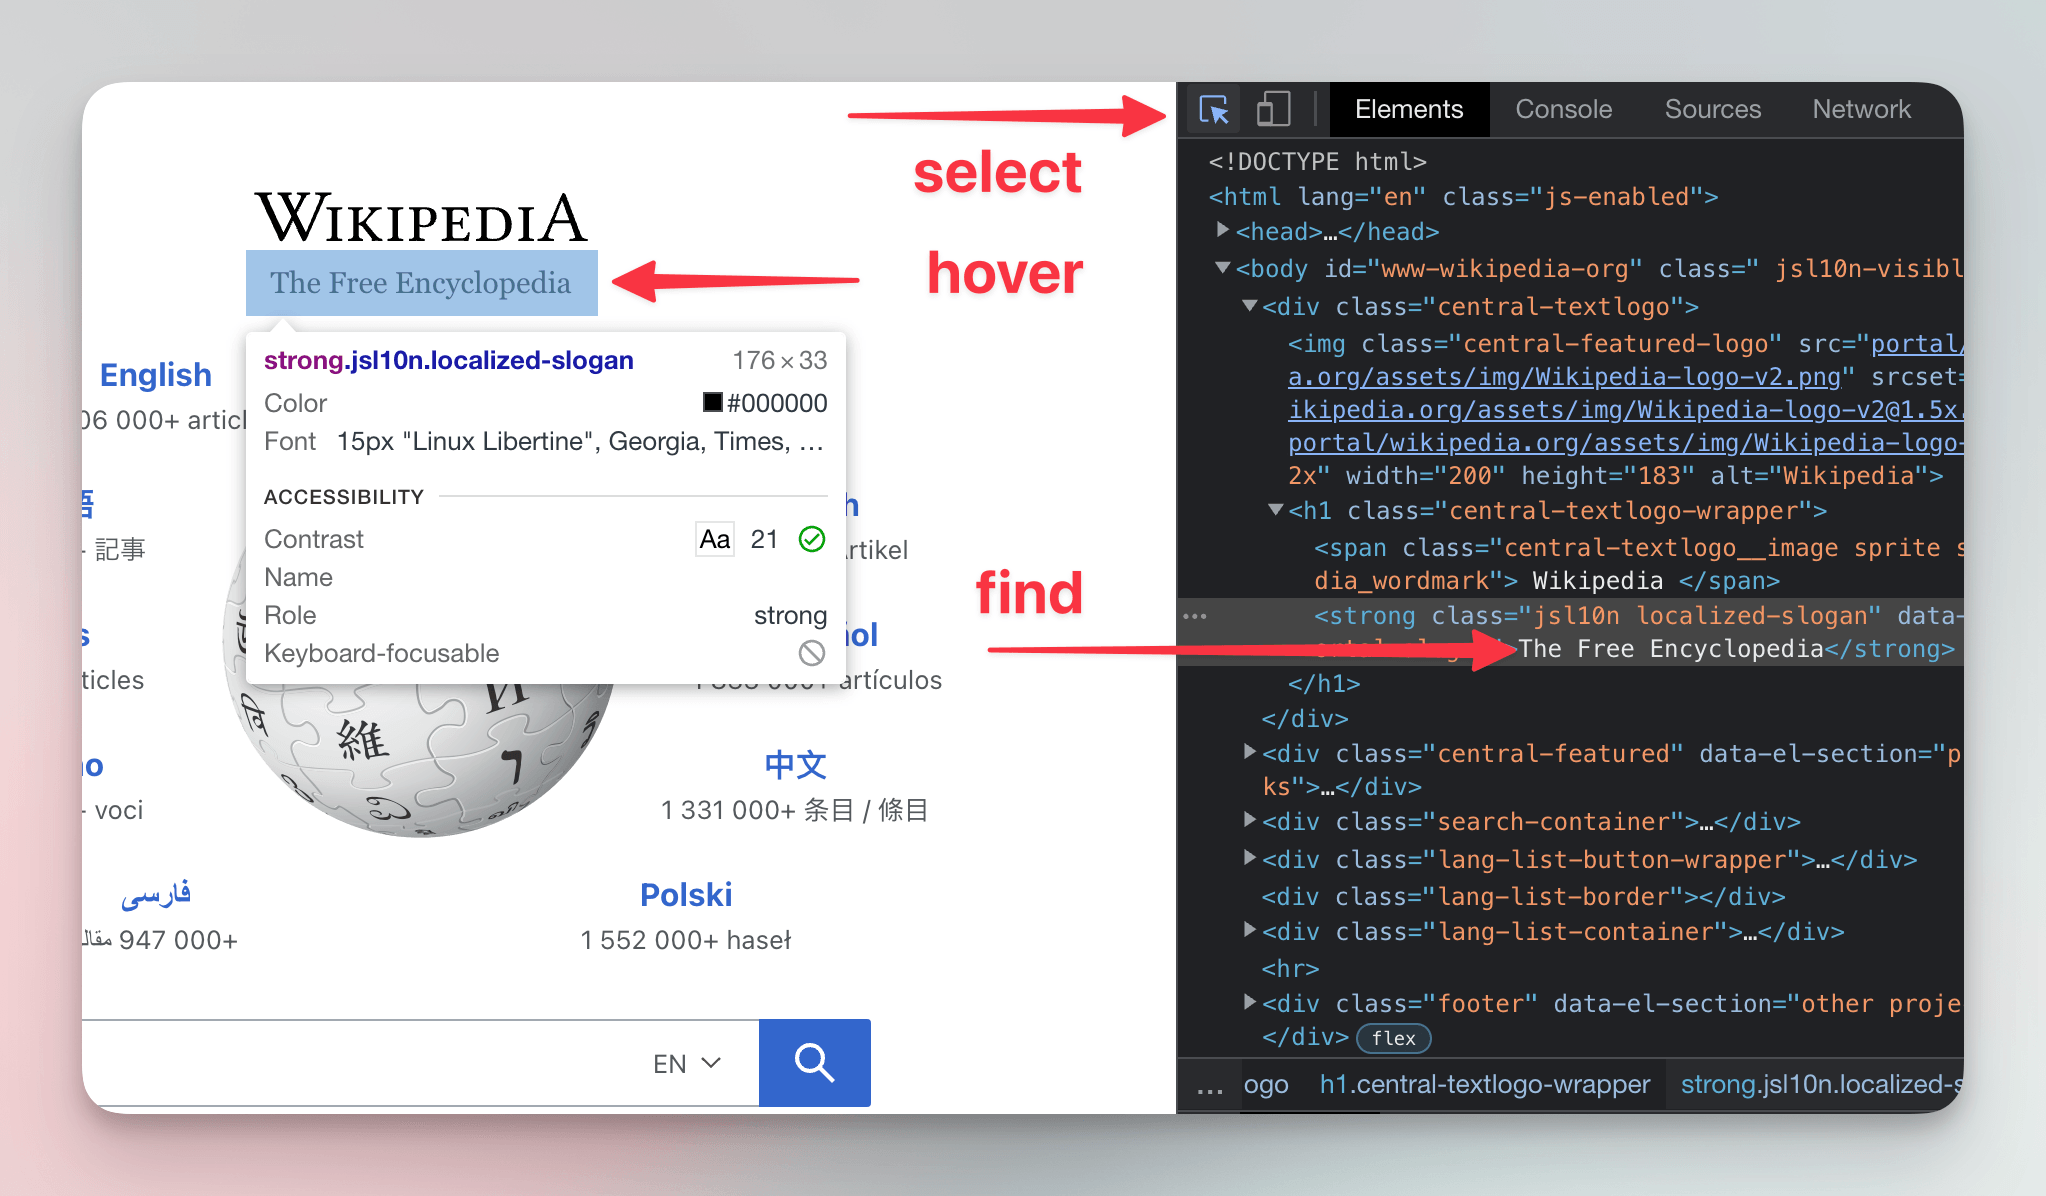 select
hover
find
WIKIPEDIA
The Free Encyclopedia
strong.jsl10n.localized-slogan 176 × 33
Color #000000
Font 15px "Linux Libertine", Georgia, Times, …
ACCESSIBILITY
Contrast Aa 21
Name
Role strong
Keyboard-focusable
English
06 000+ articl
語
記事
rtikel
ticles
artículos
voci
中文
1 331 000+ 条目 / 條目
فارسی
947 000+
Polski
1 552 000+ haseł
維
EN
Elements Console Sources Network
<!DOCTYPE html>
<html lang="en" class="js-enabled">
<head>…</head>
<body id="www-wikipedia-org" class=" jsl10n-visibl
<div class="central-textlogo">
<img class="central-featured-logo" src="portal/
a.org/assets/img/Wikipedia-logo-v2.png" srcset=
ikipedia.org/assets/img/Wikipedia-logo-v2@1.5x.
portal/wikipedia.org/assets/img/Wikipedia-logo-
2x" width="200" height="183" alt="Wikipedia">
<h1 class="central-textlogo-wrapper">
<span class="central-textlogo__image sprite s
dia_wordmark"> Wikipedia </span>
<strong class="jsl10n localized-slogan" data-
The Free Encyclopedia</strong>
</h1>
</div>
<div class="central-featured" data-el-section="p
ks">…</div>
<div class="search-container">…</div>
<div class="lang-list-button-wrapper">…</div>
<div class="lang-list-border"></div>
<div class="lang-list-container">…</div>
<hr>
<div class="footer" data-el-section="other proje
</div> flex
... ogo h1.central-textlogo-wrapper strong.jsl10n.localized-s